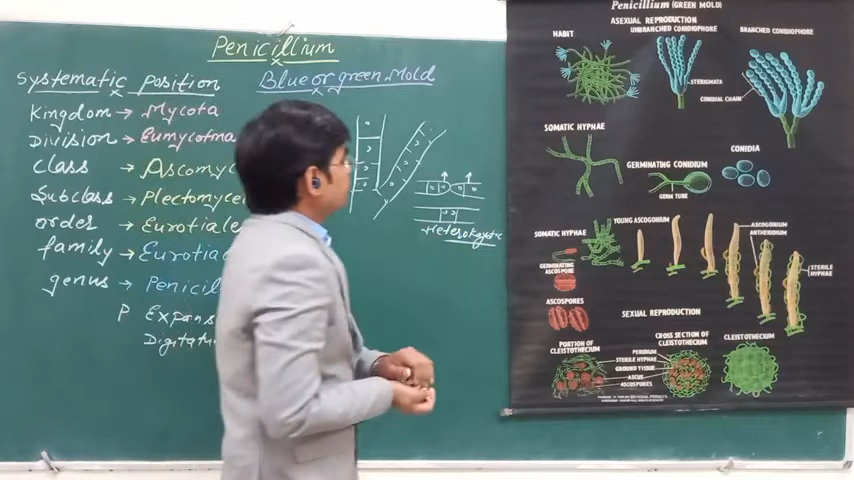 Penicillium
Systematic position
Blue or green Mold
Kingdom → Mycota
Division → Eumycotina
Class → Ascomyc
Subclass → Plectomyce
order → Eurotiale
family → Eurotia
genus → Penicil
P Expans
Digitatu
Heterokaryotic
Penicillium (GREEN MOLD)
ASEXUAL REPRODUCTION
HABIT
UNBRANCHED CONIDIOPHORE
BRANCHED CONIDIOPHORE
STERIGMATA
CONIDIAL CHAIN
SOMATIC HYPHAE
CONIDIA
GERMINATING CONIDIUM
GERM TUBE
SOMATIC HYPHAE
YOUNG ASCOGONIUM
ASCOGONIUM
ANTHERIDIUM
GERMINATING
ASCOSPORE
STERILE
HYPHAE
ASCOSPORES
SEXUAL REPRODUCTION
PORTION OF
CLEISTOTHECIUM
CROSS SECTION OF
CLEISTOTHECIUM
CLEISTOTHECIUM
PERIDIUM
STERILE HYPHAE
GROUND TISSUE
ASCUS
ASCOSPORES